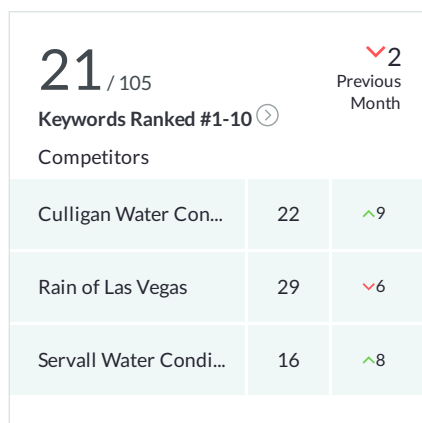 21 / 105
2
Previous
Month
Keywords Ranked #1-10
Competitors
Culligan Water Con... 22 9
Rain of Las Vegas 29 6
Servall Water Condi... 16 8